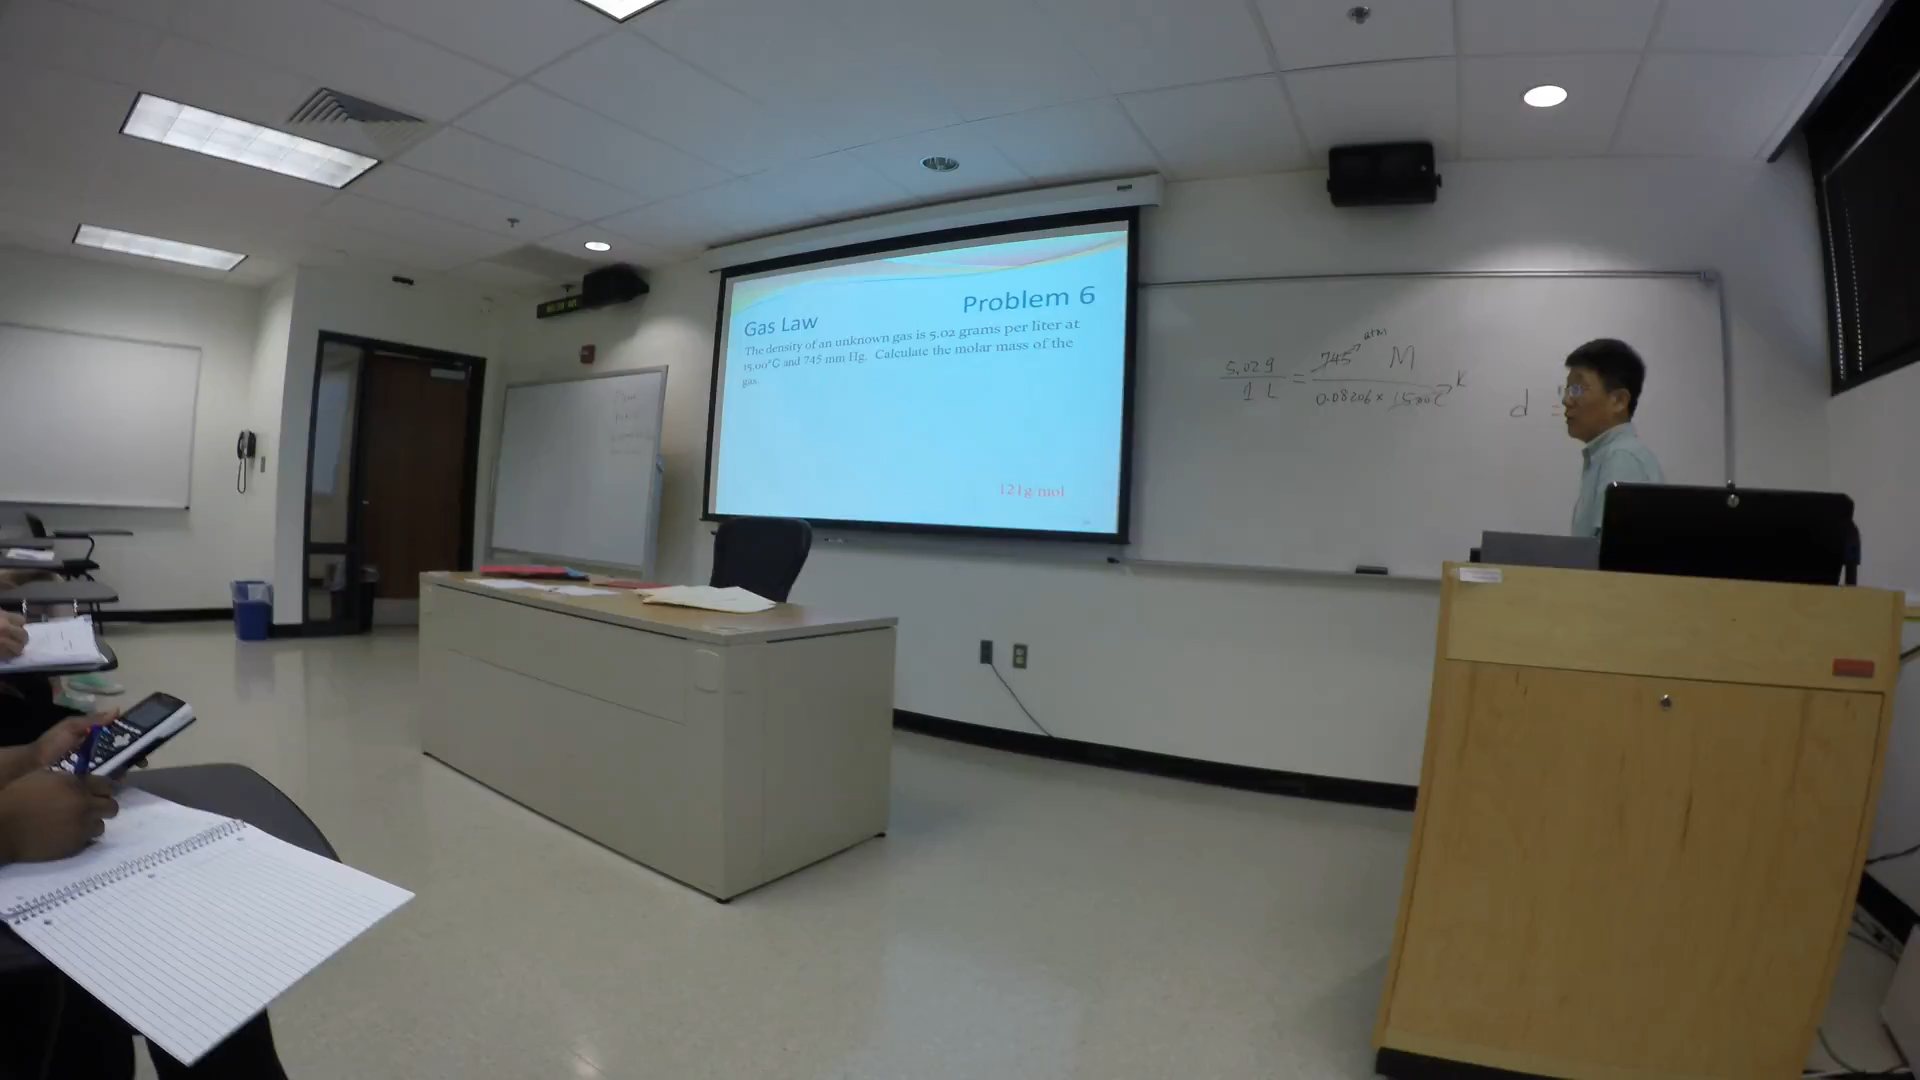 Problem 6
Gas Law
The density of an unknown gas is 5.02 grams per liter at
15.00°C and 745 mm Hg. Calculate the molar mass of the
gas.
121g/mol
5.02 g
1 L
=
745 atm M
0.08206 × 15.00°C K
d =